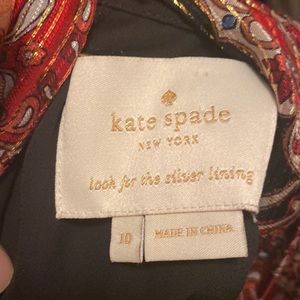 kate spade
NEW YORK
look for the silver lining
10
MADE IN CHINA